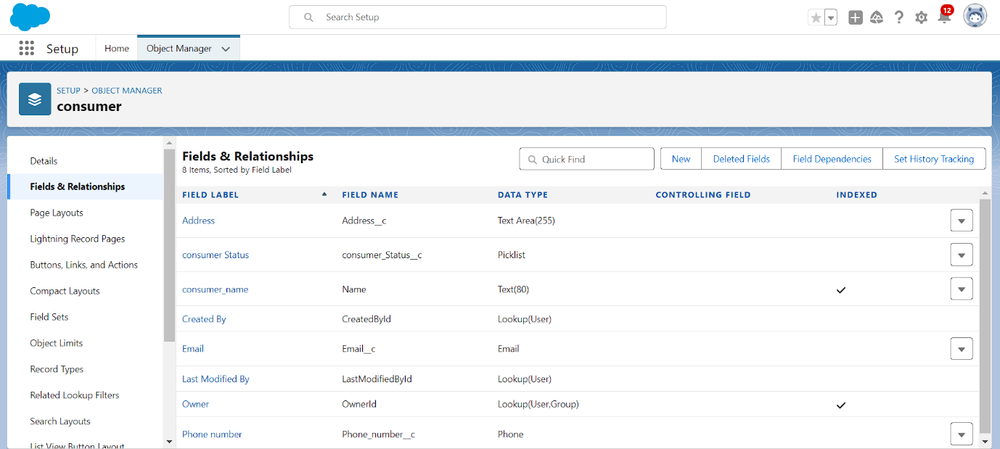 Search Setup
12
Setup
Home
Object Manager
SETUP > OBJECT MANAGER
consumer
Details
Fields & Relationships
Page Layouts
Lightning Record Pages
Buttons, Links, and Actions
Compact Layouts
Field Sets
Object Limits
Record Types
Related Lookup Filters
Search Layouts
List View Button Layout
Fields & Relationships
8 Items, Sorted by Field Label
Quick Find
New
Deleted Fields
Field Dependencies
Set History Tracking
FIELD LABEL FIELD NAME DATA TYPE CONTROLLING FIELD INDEXED
Address Address__c Text Area(255)
consumer Status consumer_Status__c Picklist
consumer_name Name Text(80)
Created By CreatedById Lookup(User)
Email Email__c Email
Last Modified By LastModifiedById Lookup(User)
Owner OwnerId Lookup(User,Group)
Phone number Phone_number__c Phone